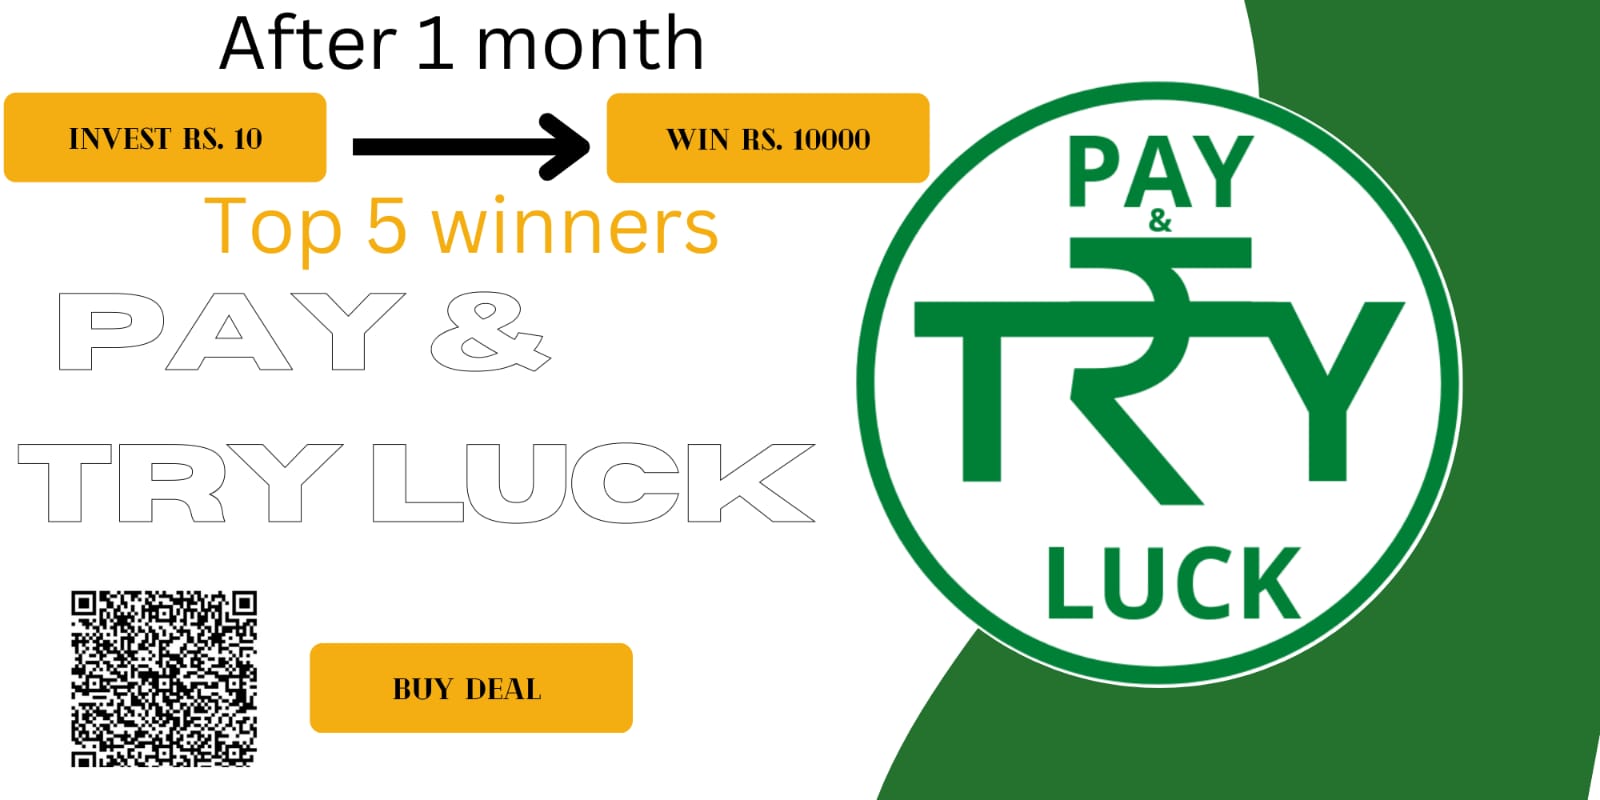 After 1 month
INVEST RS. 10
WIN RS. 10000
Top 5 winners
PAY &
TRY LUCK
BUY DEAL
PAY
&
TRY
LUCK